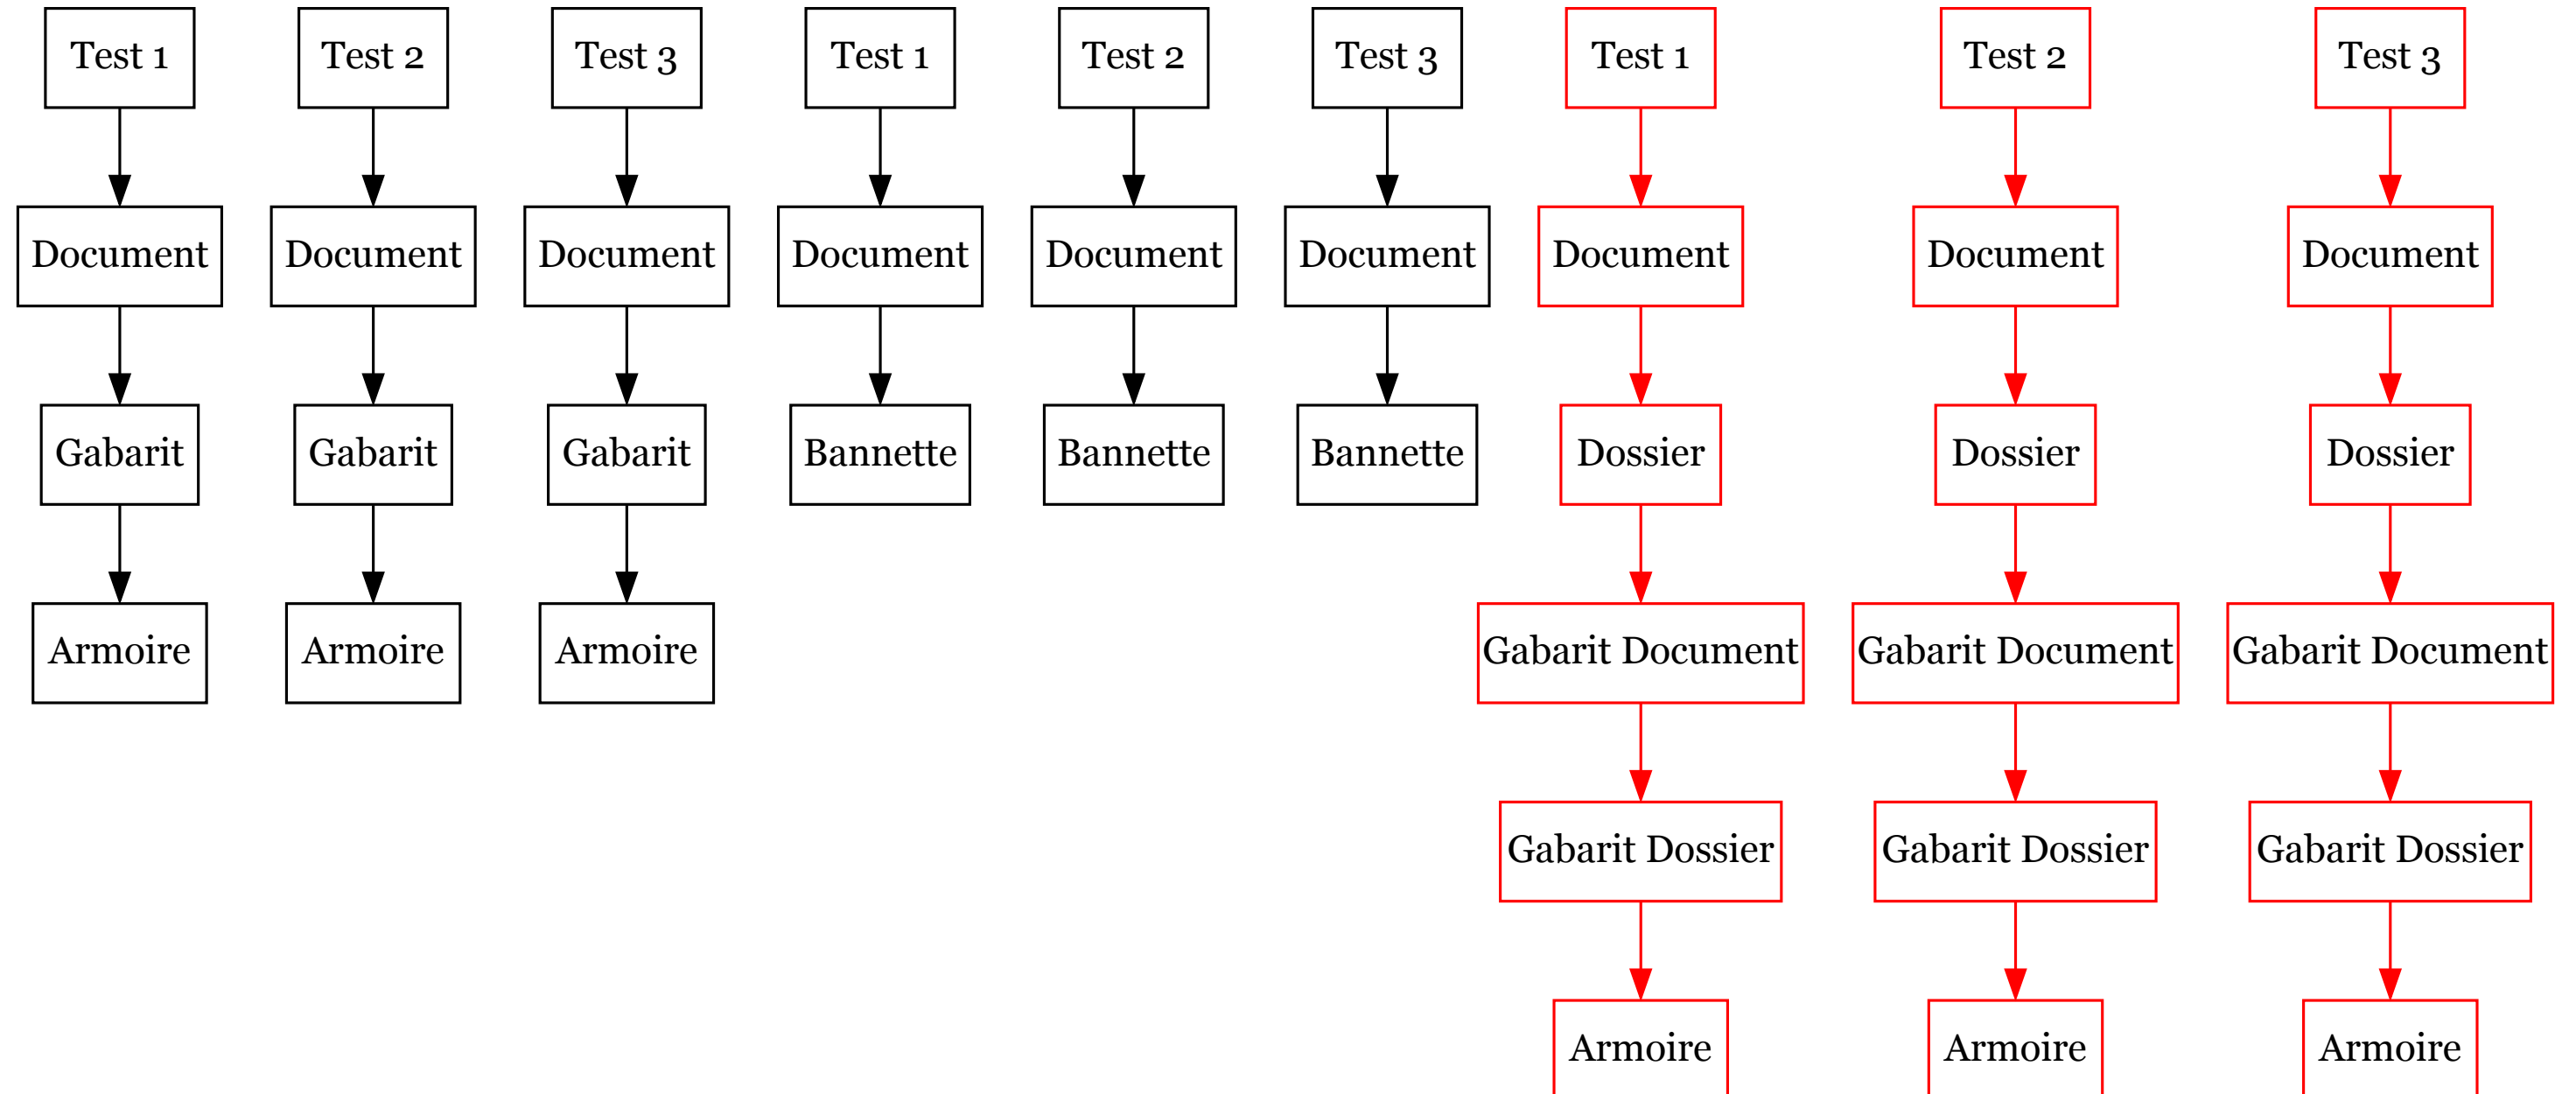 Test 1
Test 2
Test 3
Test 1
Test 2
Test 3
Test 1
Test 2
Test 3
Document
Document
Document
Document
Document
Document
Document
Document
Document
Gabarit
Gabarit
Gabarit
Bannette
Bannette
Bannette
Dossier
Dossier
Dossier
Armoire
Armoire
Armoire
Gabarit Document
Gabarit Document
Gabarit Document
Gabarit Dossier
Gabarit Dossier
Gabarit Dossier
Armoire
Armoire
Armoire